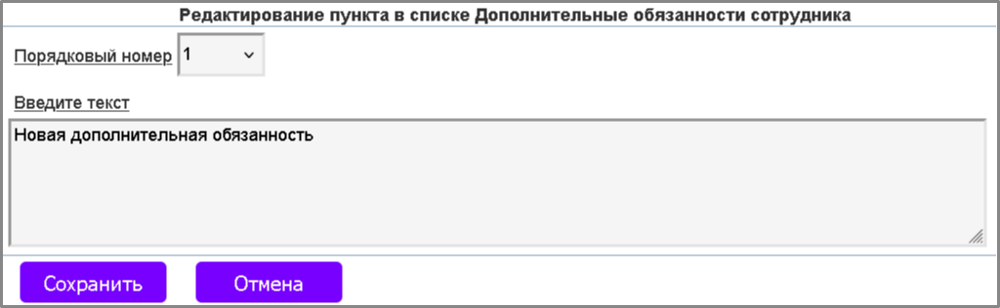 Редактирование пункта в списке Дополнительные обязанности сотрудника
Порядковый номер 1
Введите текст
Новая дополнительная обязанность
Сохранить Отмена